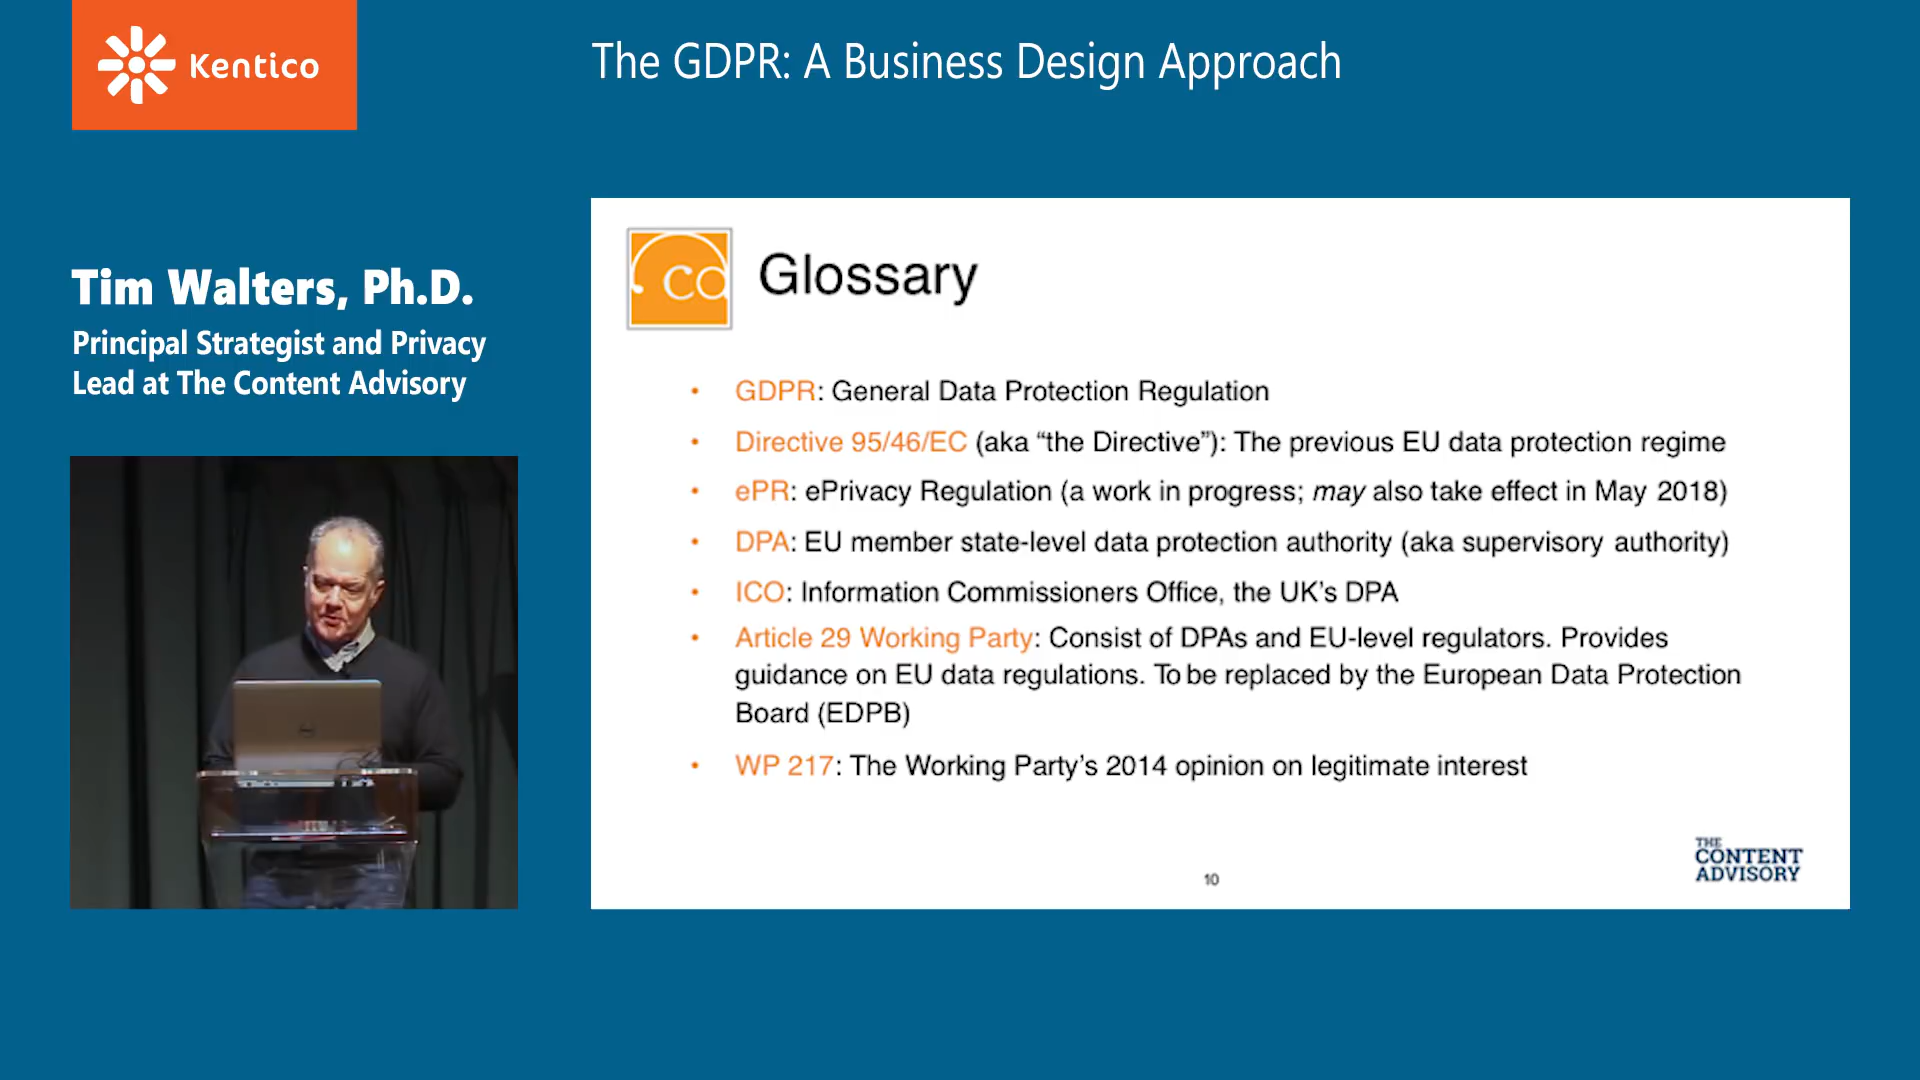 Kentico
The GDPR: A Business Design Approach
Tim Walters, Ph.D.
Principal Strategist and Privacy
Lead at The Content Advisory
ca
Glossary
• GDPR: General Data Protection Regulation
• Directive 95/46/EC (aka “the Directive”): The previous EU data protection regime
• ePR: ePrivacy Regulation (a work in progress; may also take effect in May 2018)
• DPA: EU member state-level data protection authority (aka supervisory authority)
• ICO: Information Commissioners Office, the UK’s DPA
• Article 29 Working Party: Consist of DPAs and EU-level regulators. Provides
guidance on EU data regulations. To be replaced by the European Data Protection
Board (EDPB)
• WP 217: The Working Party’s 2014 opinion on legitimate interest
10
THE
CONTENT
ADVISORY